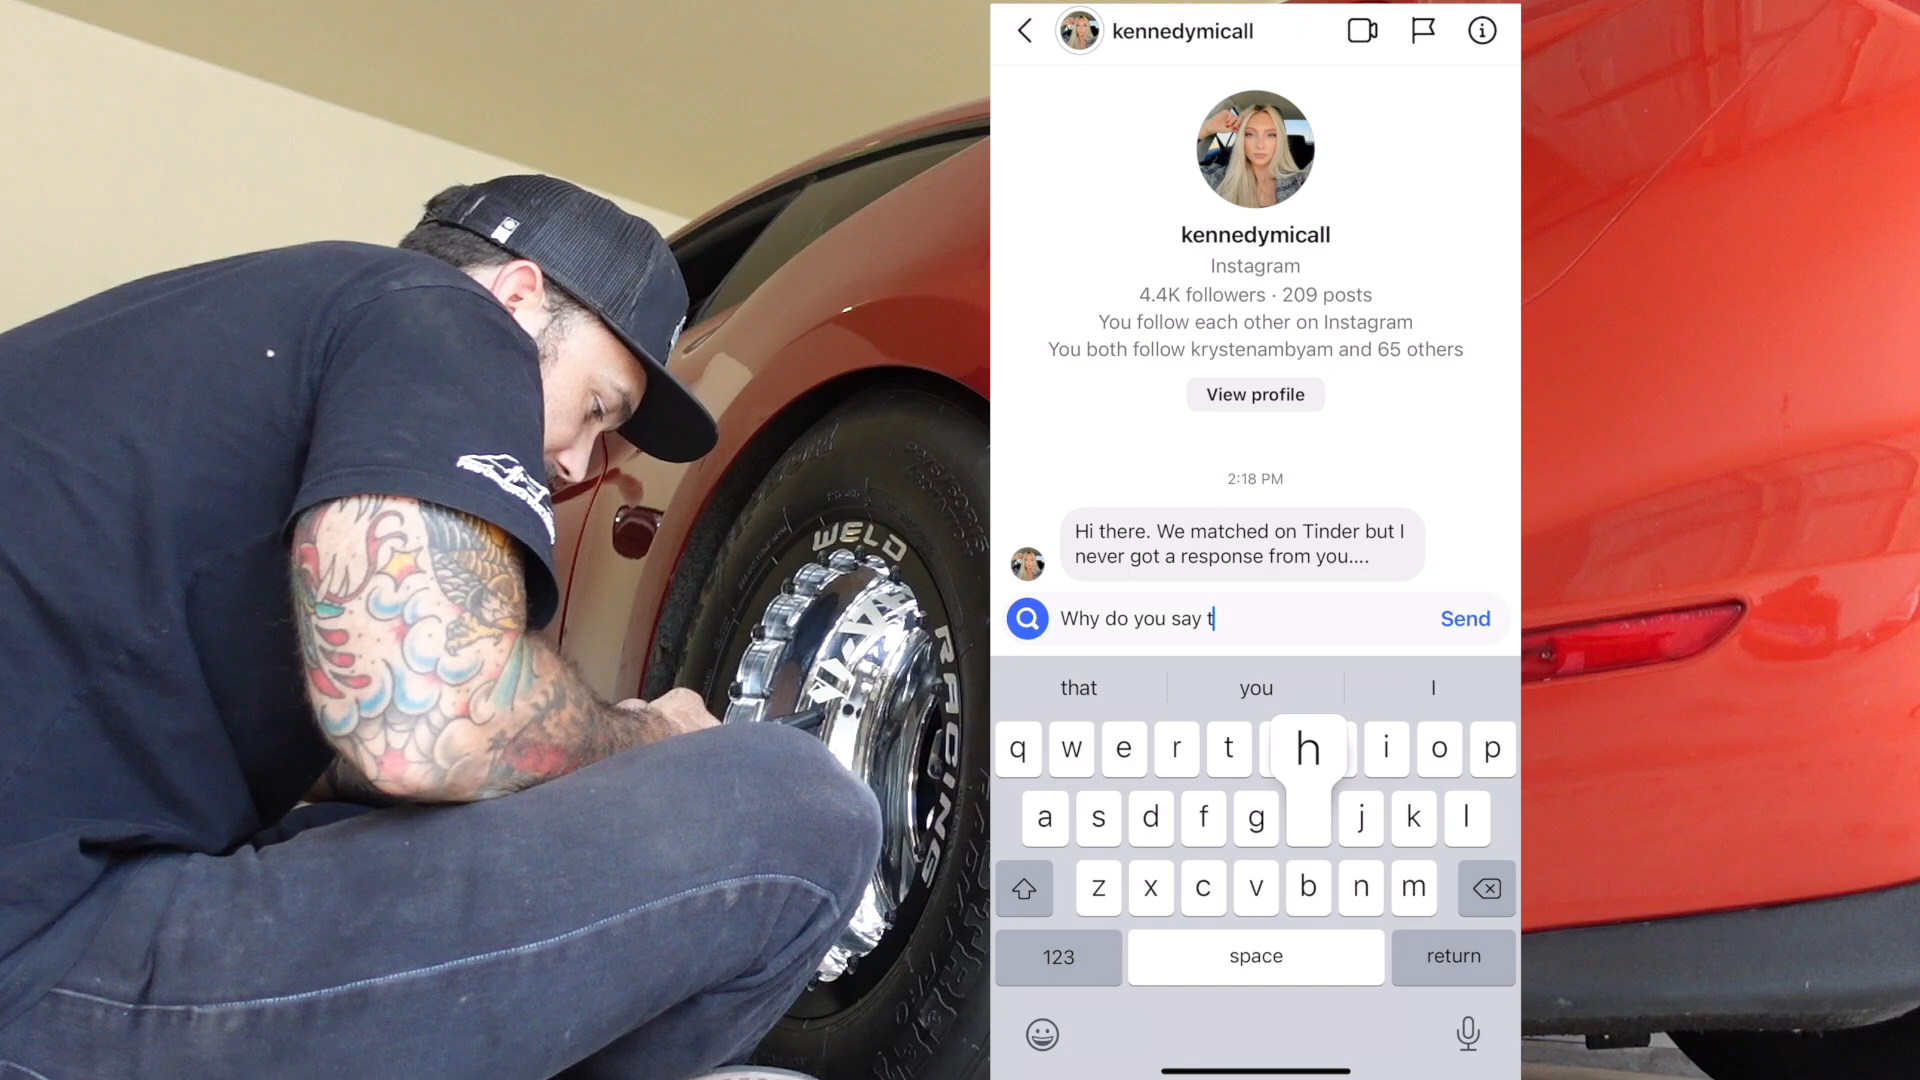 kennedymicall
kennedymicall
Instagram
4.4K followers · 209 posts
You follow each other on Instagram
You both follow krystenambyam and 65 others
View profile
2:18 PM
Hi there. We matched on Tinder but I
never got a response from you....
Why do you say t
Send
that
you
I
q w e r t h i o p
a s d f g j k l
z x c v b n m
123
space
return
WELD
RACING